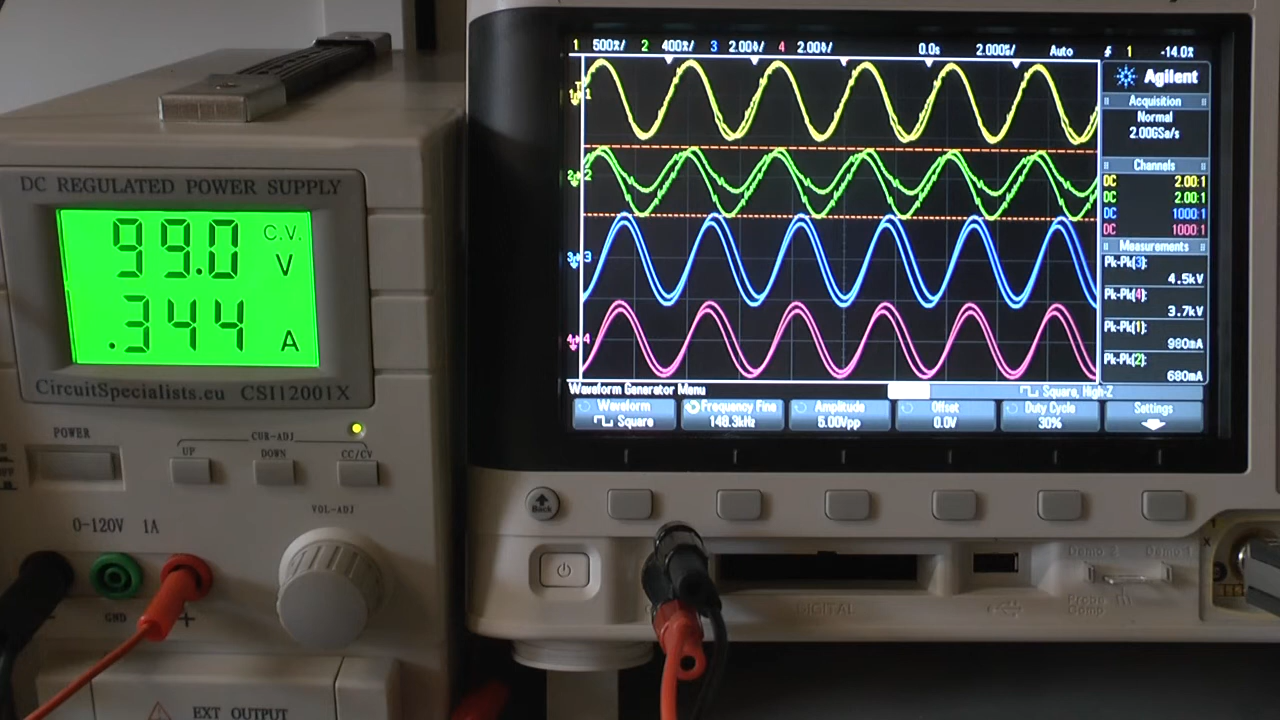 DC REGULATED POWER SUPPLY
99.0 C.V. V
.344 A
CircuitSpecialists.eu CSI12001X
POWER
CUR-ADJ
UP DOWN CC/CV
VOL-ADJ
0-120V 1A
GND
- +
EXT OUTPUT
1 2 3 2.00 4 2.00 0.0s Auto 1
Agilent
Acquisition
Normal
2.00GSa/s
Channels
DC 2.00:1
DC 2.00:1
DC 1000:1
DC 1000:1
Measurements
Pk-Pk(3):
4.5kV
Pk-Pk(4):
3.7kV
Pk-Pk(1):
980mA
Pk-Pk(2):
680mA
Waveform Generator Menu
Square, High-Z
Waveform
Square
Frequency Fine
148.3kHz
Amplitude
5.00Vpp
Offset
0.0V
Duty Cycle
30%
Settings
Back
DIGITAL
Demo 2
Probe
Comp